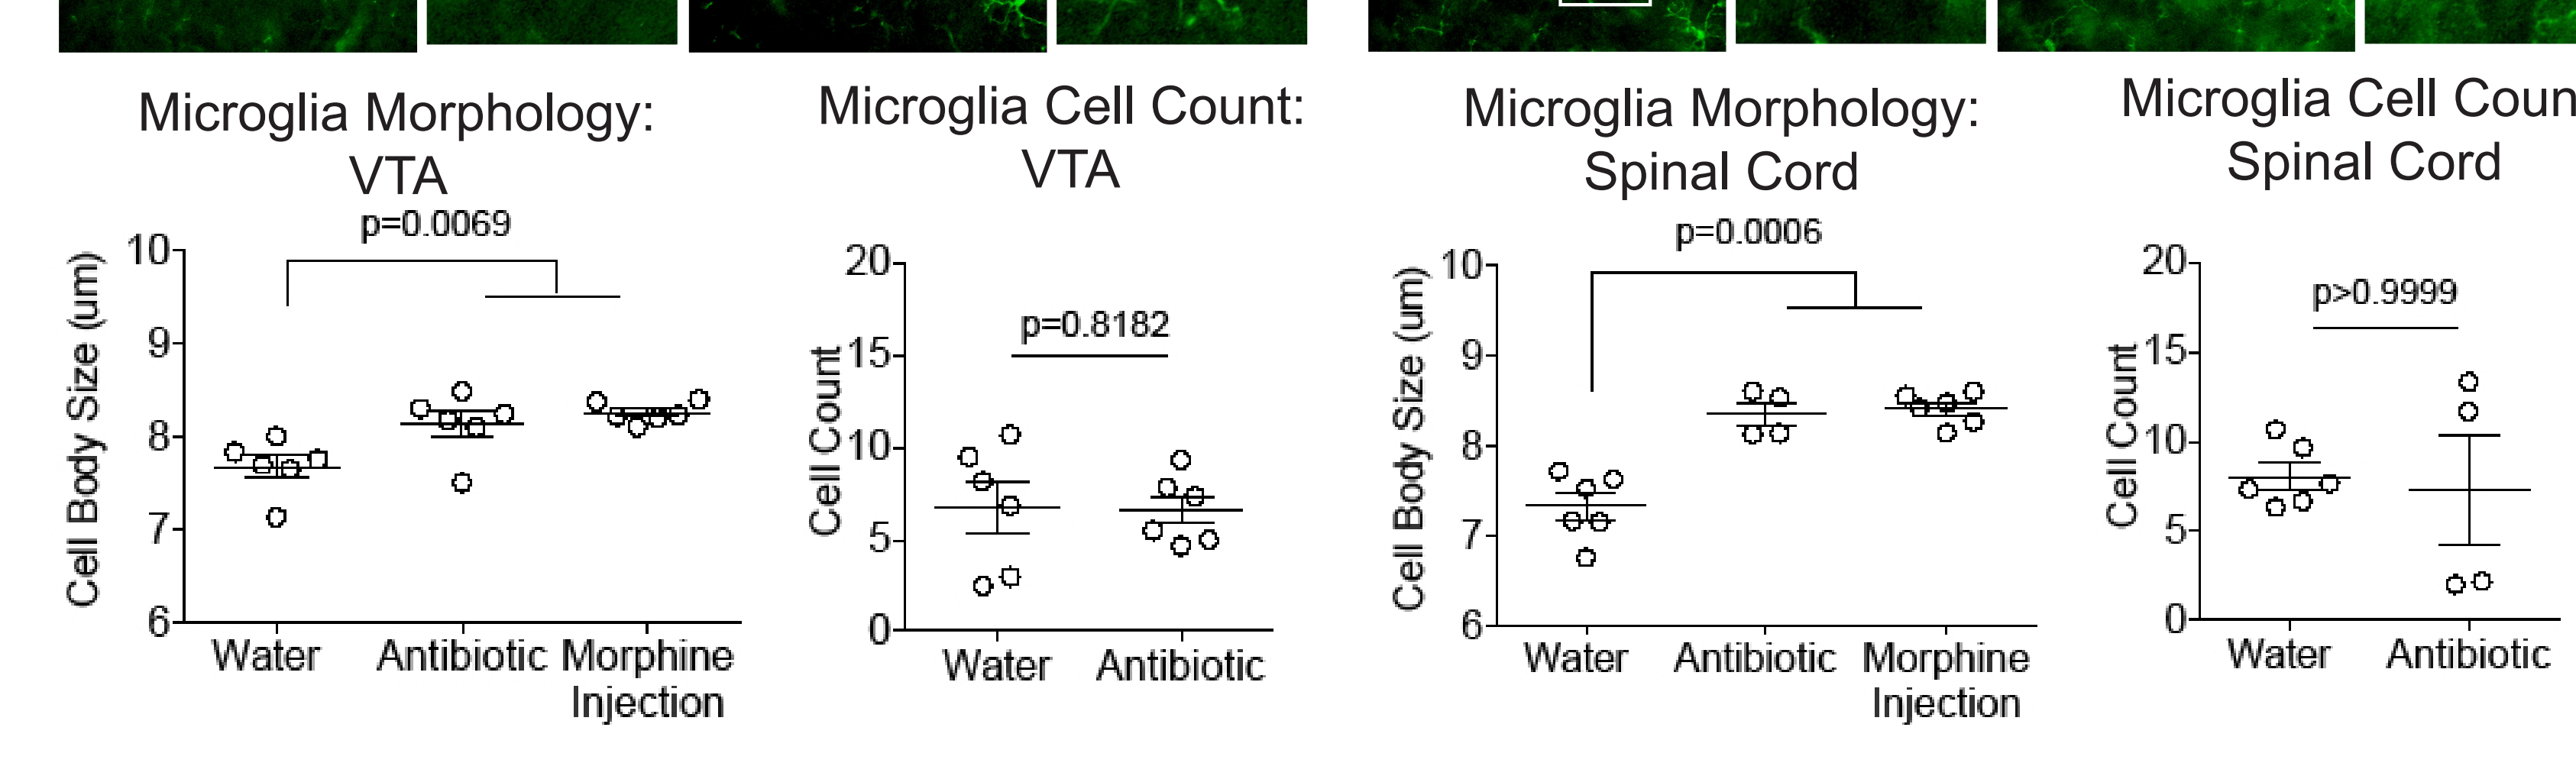 Microglia Morphology:
VTA
p=0.0069
10
9
8
7
6
Cell Body Size (um)
Water
Antibiotic
Morphine
Injection
Microglia Cell Count:
VTA
p=0.8182
20
15
10
5
0
Cell Count
Water
Antibiotic
Microglia Morphology:
Spinal Cord
p=0.0006
10
9
8
7
6
Cell Body Size (um)
Water
Antibiotic
Morphine
Injection
Microglia Cell Coun
Spinal Cord
p>0.9999
20
15
10
5
0
Cell Count
Water
Antibiotic